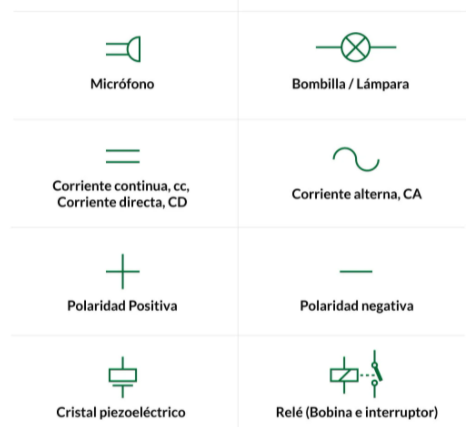 Micrófono
Bombilla / Lámpara
Corriente continua, cc,
Corriente directa, CD
Corriente alterna, CA
Polaridad Positiva
Polaridad negativa
Cristal piezoeléctrico
Relé (Bobina e interruptor)